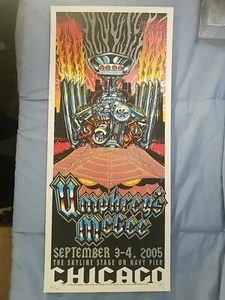 Umphrey's
McGee
SEPTEMBER 3-4, 2005
THE SKYLINE STAGE ON NAVY PIER
CHICAGO